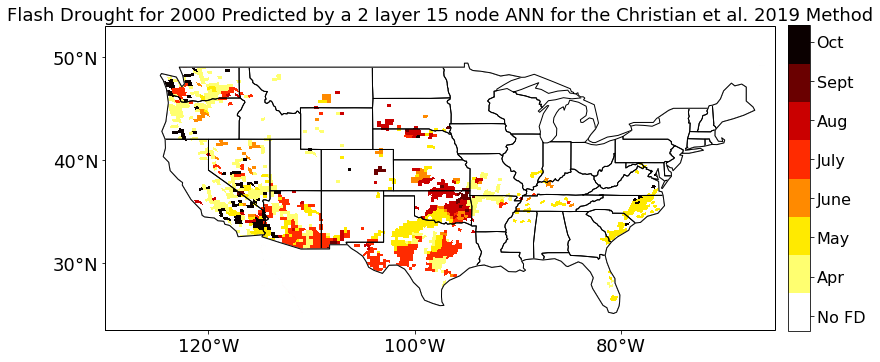 Flash Drought for 2000 Predicted by a 2 layer 15 node ANN for the Christian et al. 2019 Method
50°N
40°N
30°N
120°W
100°W
80°W
Oct
Sept
Aug
July
June
May
Apr
No FD